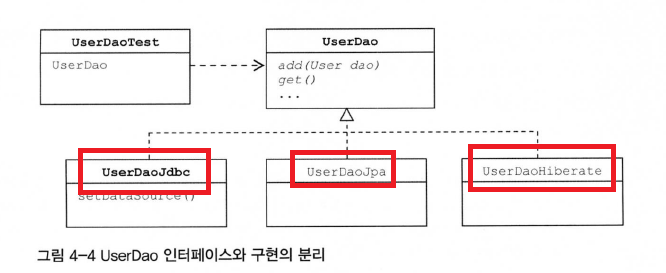 UserDaoTest
UserDao
UserDao
add(User dao)
get()
...
UserDaoJdbc
setDataSource()
UserDaoJpa
UserDaoHiberate
그림 4-4 UserDao 인터페이스와 구현의 분리